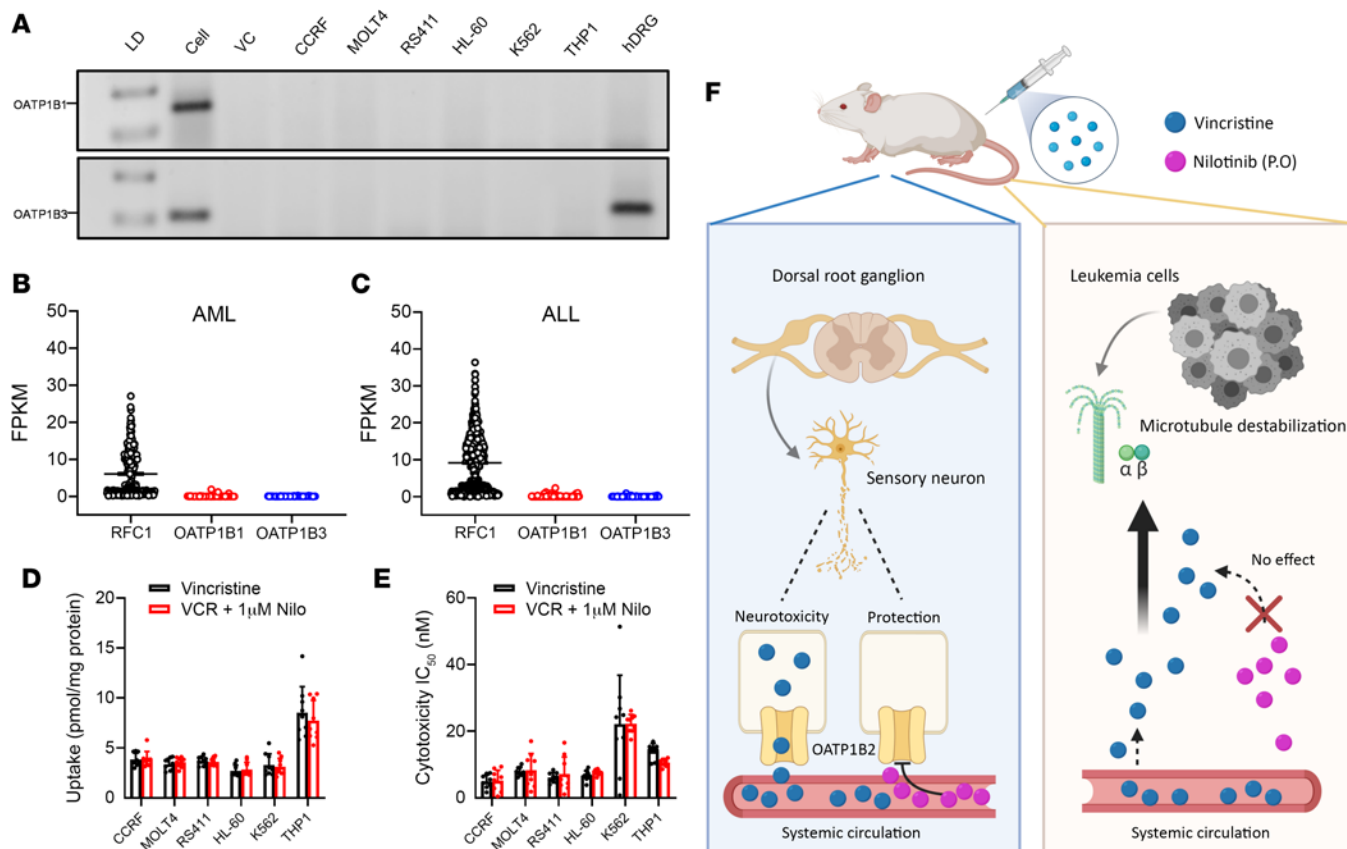 A
LD Cell VC CCRF MOLT4 RS411 HL-60 K562 THP1 hDRG
OATP1B1
OATP1B3
B
AML
FPKM
50
40
30
20
10
0
RFC1 OATP1B1 OATP1B3
C
ALL
FPKM
50
40
30
20
10
0
RFC1 OATP1B1 OATP1B3
D
Vincristine
VCR + 1μM Nilo
Uptake (pmol/mg protein)
20
15
10
5
0
CCRF MOLT4 RS411 HL-60 K562 THP1
E
Vincristine
VCR + 1μM Nilo
Cytotoxicity IC50 (nM)
60
40
20
0
CCRF MOLT4 RS411 HL-60 K562 THP1
F
Vincristine
Nilotinib (P.O)
Dorsal root ganglion
Sensory neuron
Neurotoxicity
Protection
OATP1B2
Systemic circulation
Leukemia cells
Microtubule destabilization
α β
No effect
Systemic circulation